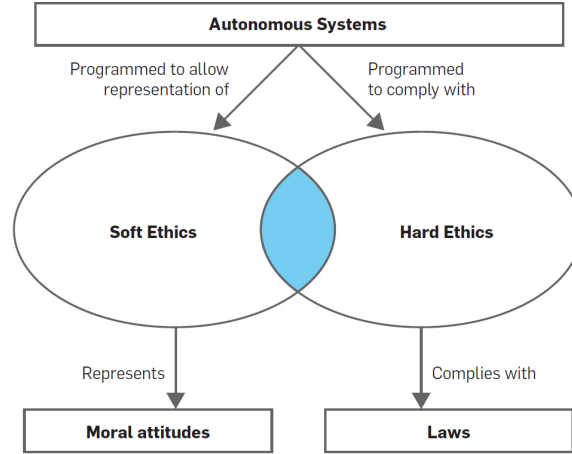 Autonomous Systems
Programmed to allow
representation of
Programmed
to comply with
Soft Ethics
Hard Ethics
Represents
Complies with
Moral attitudes
Laws